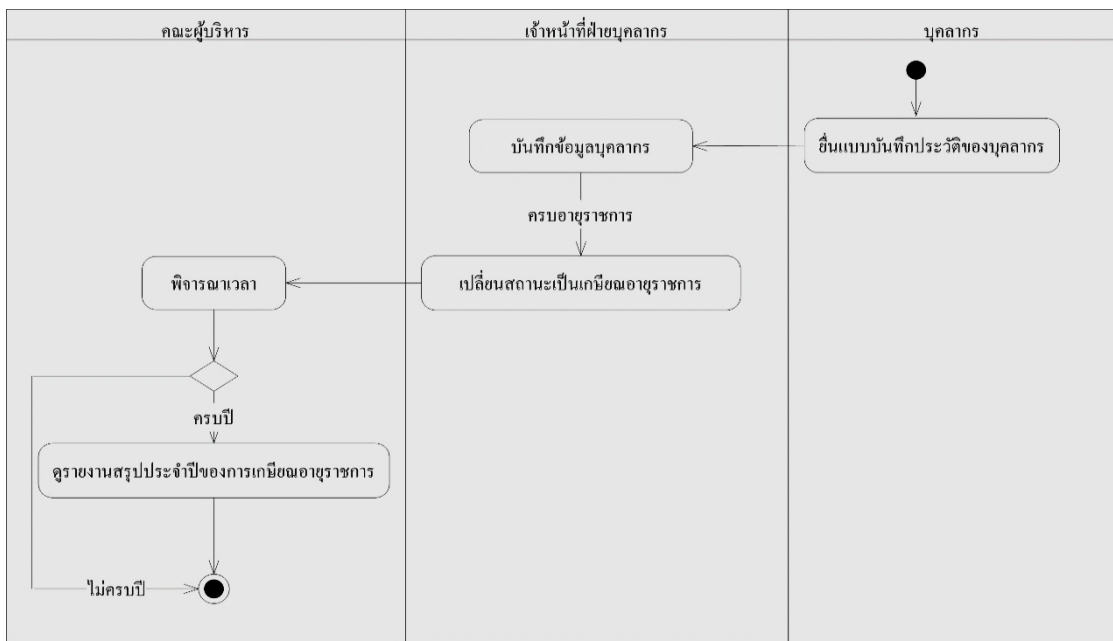 คณะผู้บริหาร
เจ้าหน้าที่ฝ่ายบุคลากร
บุคลากร
บันทึกข้อมูลบุคลากร
ยื่นแบบบันทึกประวัติของบุคลากร
ครบอายุราชการ
พิจารณาเวลา
เปลี่ยนสถานะเป็นเกษียณอายุราชการ
ครบปี
ดูรายงานสรุปประจำปีของการเกษียณอายุราชการ
ไม่ครบปี